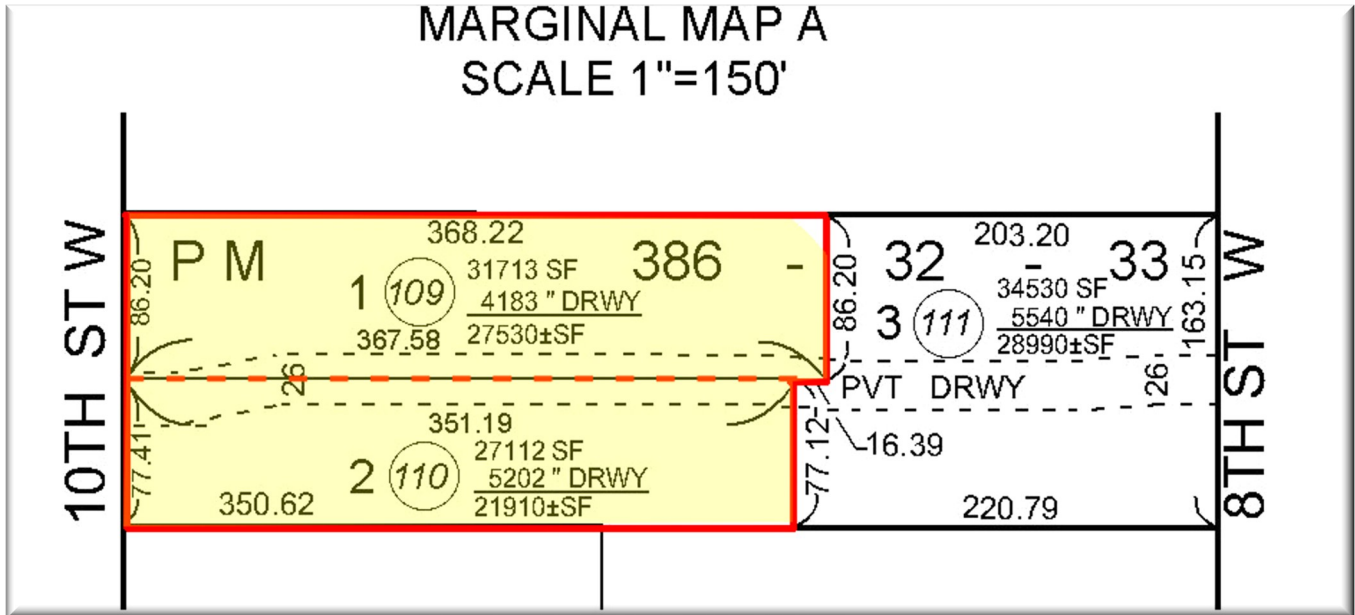 MARGINAL MAP A
SCALE 1"=150'
10TH ST W
8TH ST W
P M 386 - 32 - 33
368.22
203.20
86.20
86.20
163.15
1 109
31713 SF
4183 " DRWY
27530±SF
367.58
3 111
34530 SF
5540 " DRWY
28990±SF
26
26
PVT DRWY
351.19
16.39
77.41
77.12
2 110
27112 SF
5202 " DRWY
21910±SF
350.62
220.79